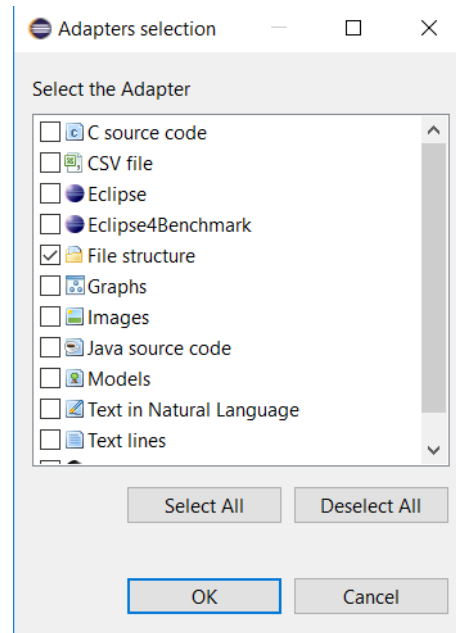 Adapters selection
Select the Adapter
C source code
CSV file
Eclipse
Eclipse4Benchmark
File structure
Graphs
Images
Java source code
Models
Text in Natural Language
Text lines
Select All Deselect All
OK Cancel